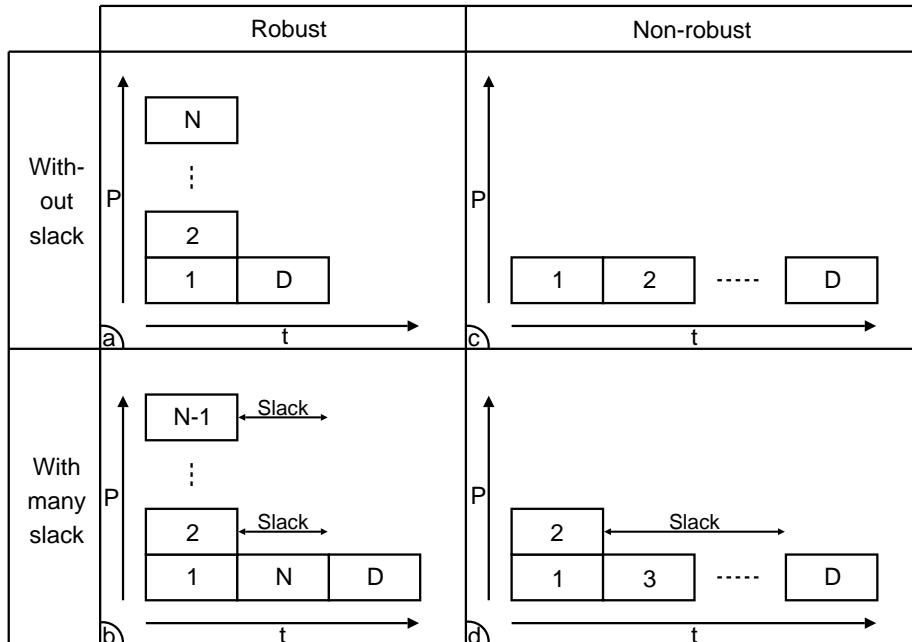 Robust
Non-robust
With-
out
slack
P
N
2
1 D
t
a
P
1 2 D
t
c
With
many
slack
P
N-1 Slack
2 Slack
1 N D
t
b
P
2 Slack
1 3 D
t
d